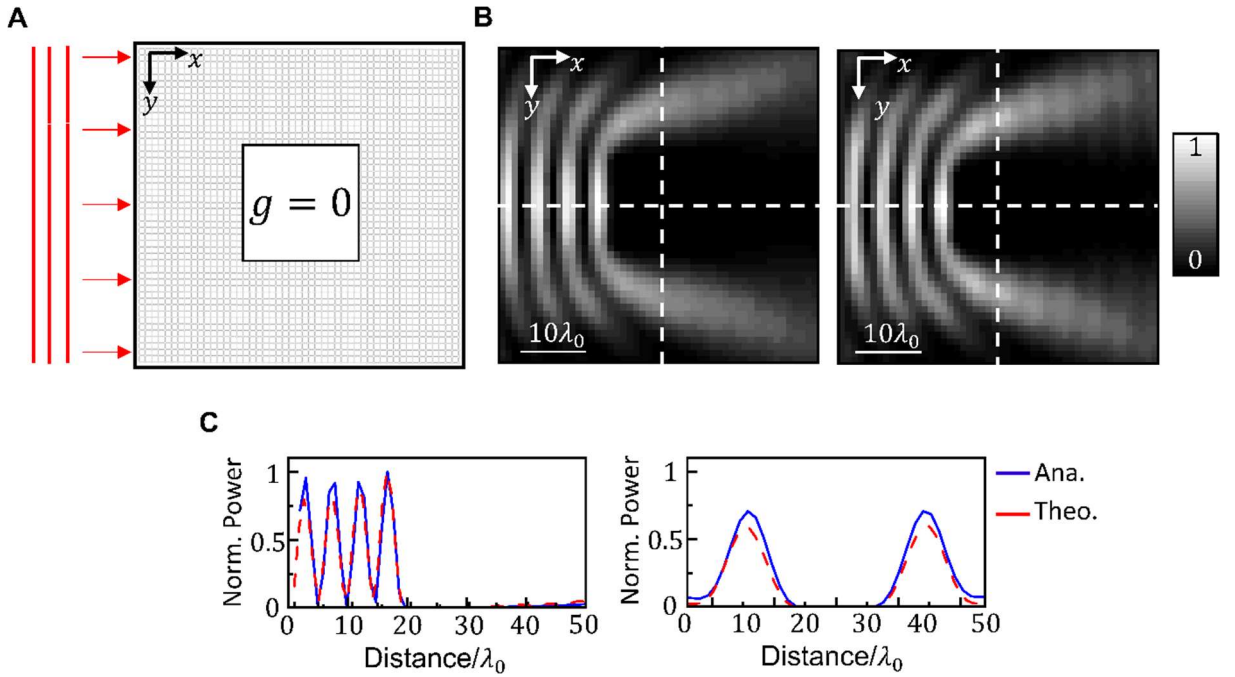 A
B
x
y
g = 0
x
y
10λ₀
x
y
10λ₀
1
0
C
Norm. Power
1
0.5
0
0 10 20 30 40 50
Distance/λ₀
Norm. Power
1
0.5
0
0 10 20 30 40 50
Distance/λ₀
Ana.
Theo.